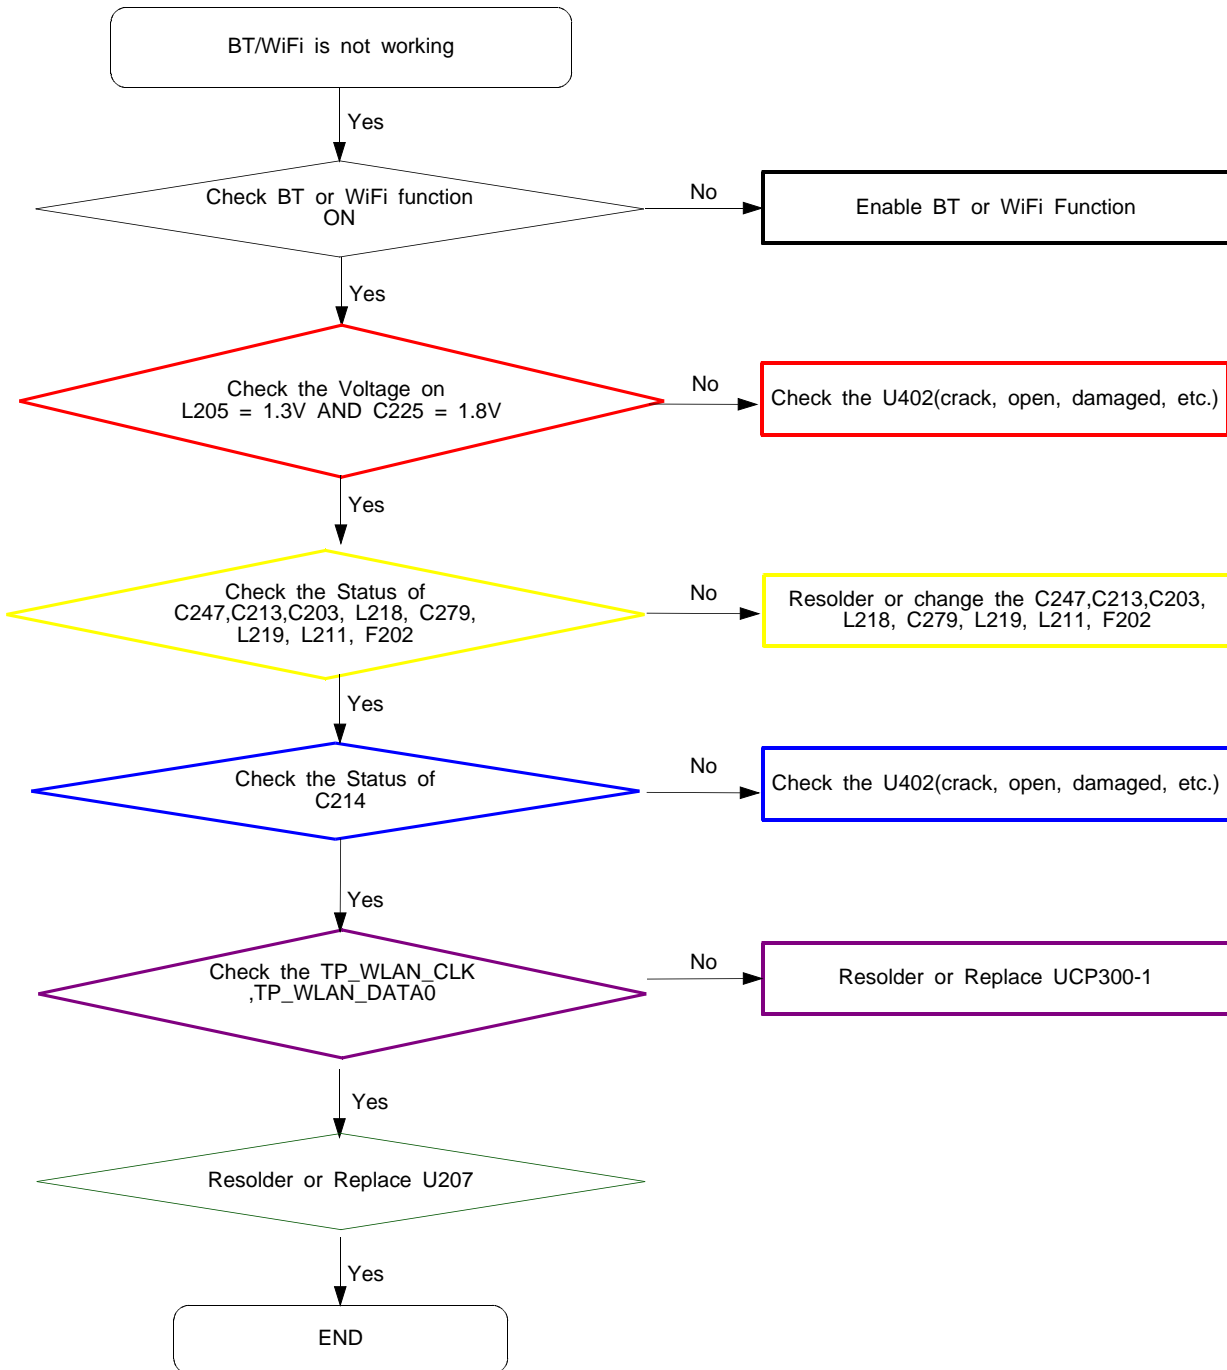 BT/WiFi is not working
Yes
Check BT or WiFi function
ON
No
Enable BT or WiFi Function
Yes
Check the Voltage on
L205 = 1.3V AND C225 = 1.8V
No
Check the U402(crack, open, damaged, etc.)
Yes
Check the Status of
C247,C213,C203, L218, C279,
L219, L211, F202
No
Resolder or change the C247,C213,C203,
L218, C279, L219, L211, F202
Yes
Check the Status of
C214
No
Check the U402(crack, open, damaged, etc.)
Yes
Check the TP_WLAN_CLK
,TP_WLAN_DATA0
No
Resolder or Replace UCP300-1
Yes
Resolder or Replace U207
Yes
END